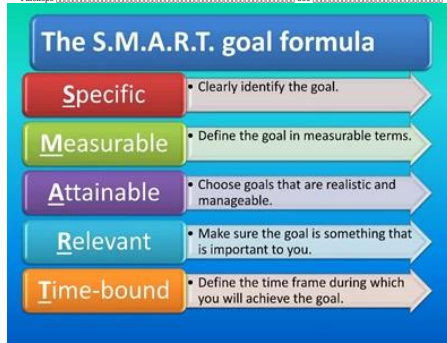 The S.M.A.R.T. goal formula
Specific
• Clearly identify the goal.
Measurable
• Define the goal in measurable terms.
Attainable
• Choose goals that are realistic and
manageable.
Relevant
• Make sure the goal is something that
is important to you.
Time-bound
• Define the time frame during which
you will achieve the goal.